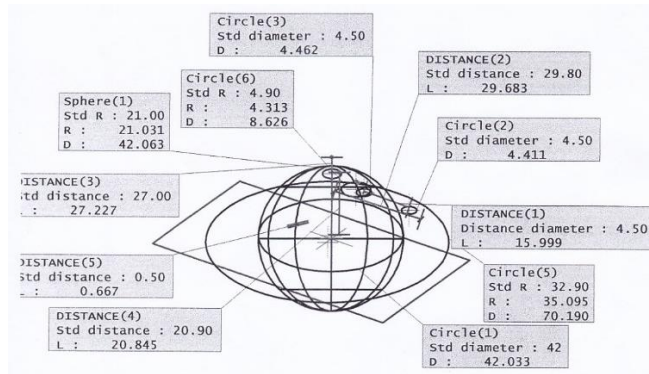 Circle(3)
Std diameter : 4.50
D : 4.462
Circle(6)
Std R : 4.90
R : 4.313
D : 8.626
DISTANCE(2)
Std distance : 29.80
L : 29.683
Sphere(1)
Std R : 21.00
R : 21.031
D : 42.063
Circle(2)
Std diameter : 4.50
D : 4.411
DISTANCE(3)
Std distance : 27.00
L : 27.227
DISTANCE(1)
Distance diameter : 4.50
L : 15.999
DISTANCE(5)
Std distance : 0.50
L : 0.667
Circle(5)
Std R : 32.90
R : 35.095
D : 70.190
DISTANCE(4)
Std distance : 20.90
L : 20.845
Circle(1)
Std diameter : 42
D : 42.033